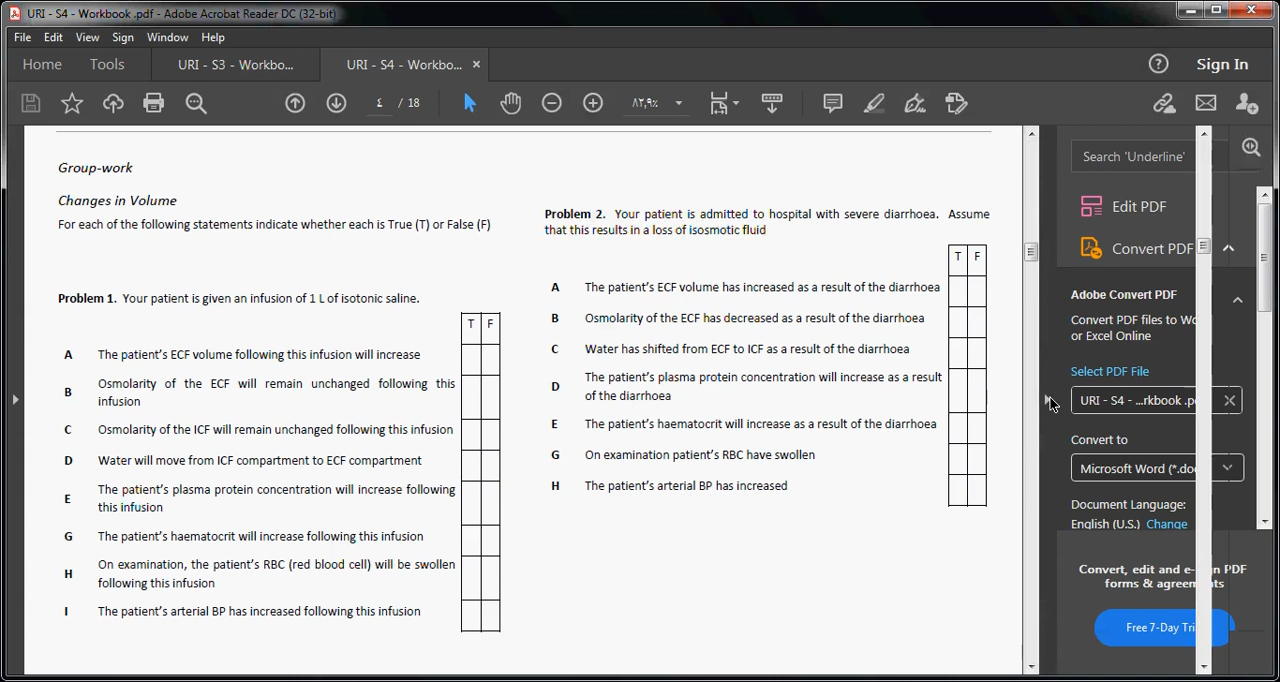 URI - S4 - Workbook .pdf - Adobe Acrobat Reader DC (32-bit)
File Edit View Sign Window Help
Home Tools URI - S3 - Workbo... URI - S4 - Workbo... × Sign In
٤ / 18 ٨٢,٩٪
Group-work
Changes in Volume
For each of the following statements indicate whether each is True (T) or False (F)
Problem 1. Your patient is given an infusion of 1 L of isotonic saline.
T F
A The patient's ECF volume following this infusion will increase
B Osmolarity of the ECF will remain unchanged following this
infusion
C Osmolarity of the ICF will remain unchanged following this infusion
D Water will move from ICF compartment to ECF compartment
E The patient's plasma protein concentration will increase following
this infusion
G The patient's haematocrit will increase following this infusion
H On examination, the patient's RBC (red blood cell) will be swollen
following this infusion
I The patient's arterial BP has increased following this infusion
Problem 2. Your patient is admitted to hospital with severe diarrhoea. Assume
that this results in a loss of isosmotic fluid
T F
A The patient's ECF volume has increased as a result of the diarrhoea
B Osmolarity of the ECF has decreased as a result of the diarrhoea
C Water has shifted from ECF to ICF as a result of the diarrhoea
D The patient's plasma protein concentration will increase as a result
of the diarrhoea
E The patient's haematocrit will increase as a result of the diarrhoea
G On examination patient's RBC have swollen
H The patient's arterial BP has increased
Search 'Underline'
Edit PDF
Convert PDF
Adobe Convert PDF
Convert PDF files to Wo
or Excel Online
Select PDF File
URI - S4 - ...rkbook .po
Convert to
Microsoft Word (*.do
Document Language:
English (U.S.) Change
Convert, edit and e-sign PDF
forms & agreements
Free 7-Day Tri